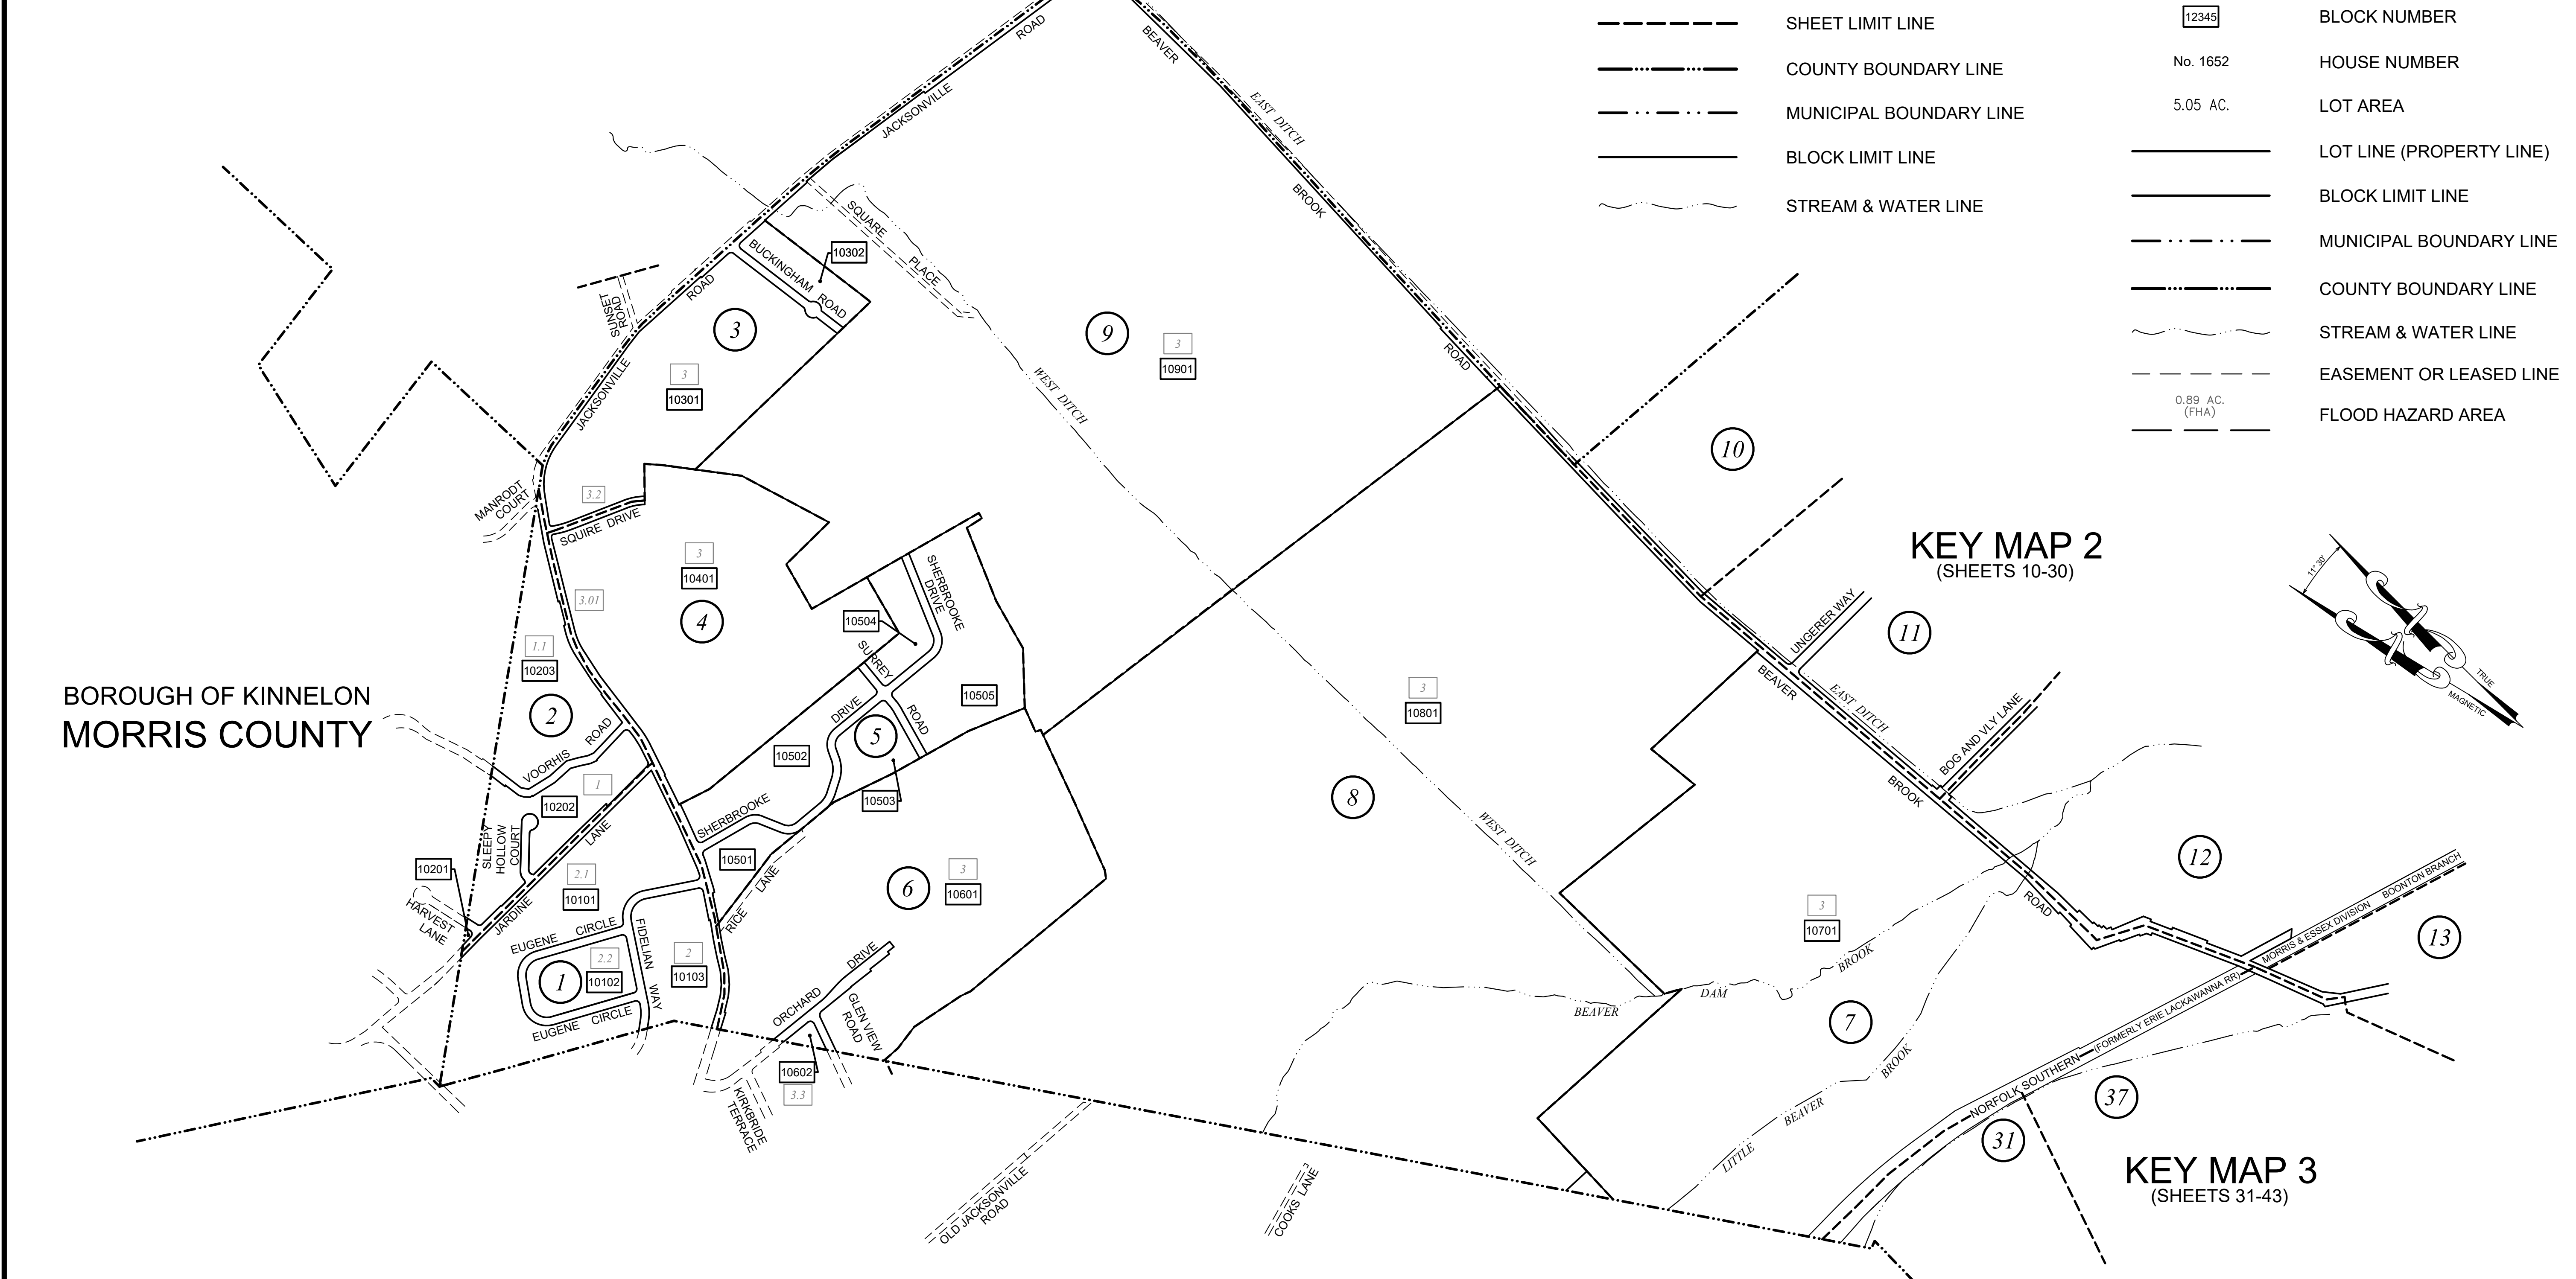 SHEET LIMIT LINE
COUNTY BOUNDARY LINE
MUNICIPAL BOUNDARY LINE
BLOCK LIMIT LINE
STREAM & WATER LINE
12345 BLOCK NUMBER
No. 1652 HOUSE NUMBER
5.05 AC. LOT AREA
LOT LINE (PROPERTY LINE)
BLOCK LIMIT LINE
MUNICIPAL BOUNDARY LINE
COUNTY BOUNDARY LINE
STREAM & WATER LINE
EASEMENT OR LEASED LINE
0.89 AC.
(FHA)
FLOOD HAZARD AREA
ROAD
JACKSONVILLE
ROAD
JACKSONVILLE
BEAVER
BROOK
ROAD
EAST DITCH
SQUARE
PLACE
BUCKINGHAM
ROAD
10302
SUNSET
ROAD
3
3
10301
9
3
10901
WEST DITCH
10
MANRODT
COURT
3.2
SQUIRE DRIVE
3
10401
4
3.01
1.1
10203
2
SHERBROOKE
DRIVE
10504
SURREY
ROAD
10505
DRIVE
5
10502
10503
SHERBROOKE
10501
RICE
LANE
BOROUGH OF KINNELON
MORRIS COUNTY
VOORHIS
ROAD
1
10202
SLEEPY
HOLLOW
COURT
LANE
JARDINE
10201
HARVEST
LANE
2.1
10101
EUGENE CIRCLE
FIDELIAN
WAY
1
2.2
10102
EUGENE CIRCLE
2
10103
6
3
10601
ORCHARD
DRIVE
GLEN VIEW
ROAD
10602
3.3
KIRKBRIDE
TERRACE
OLD JACKSONVILLE
ROAD
COOKS LANE
3
10801
8
WEST DITCH
KEY MAP 2
(SHEETS 10-30)
UNGERER WAY
11
BEAVER
BROOK
ROAD
EAST DITCH
BOG AND VLY LANE
12
3
10701
7
BEAVER
DAM
BROOK
LITTLE
BEAVER
BROOK
MORRIS & ESSEX DIVISION
BOONTON BRANCH
13
NORFOLK SOUTHERN
(FORMERLY ERIE LACKAWANNA RR)
37
31
KEY MAP 3
(SHEETS 31-43)
11° 30'
TRUE
MAGNETIC